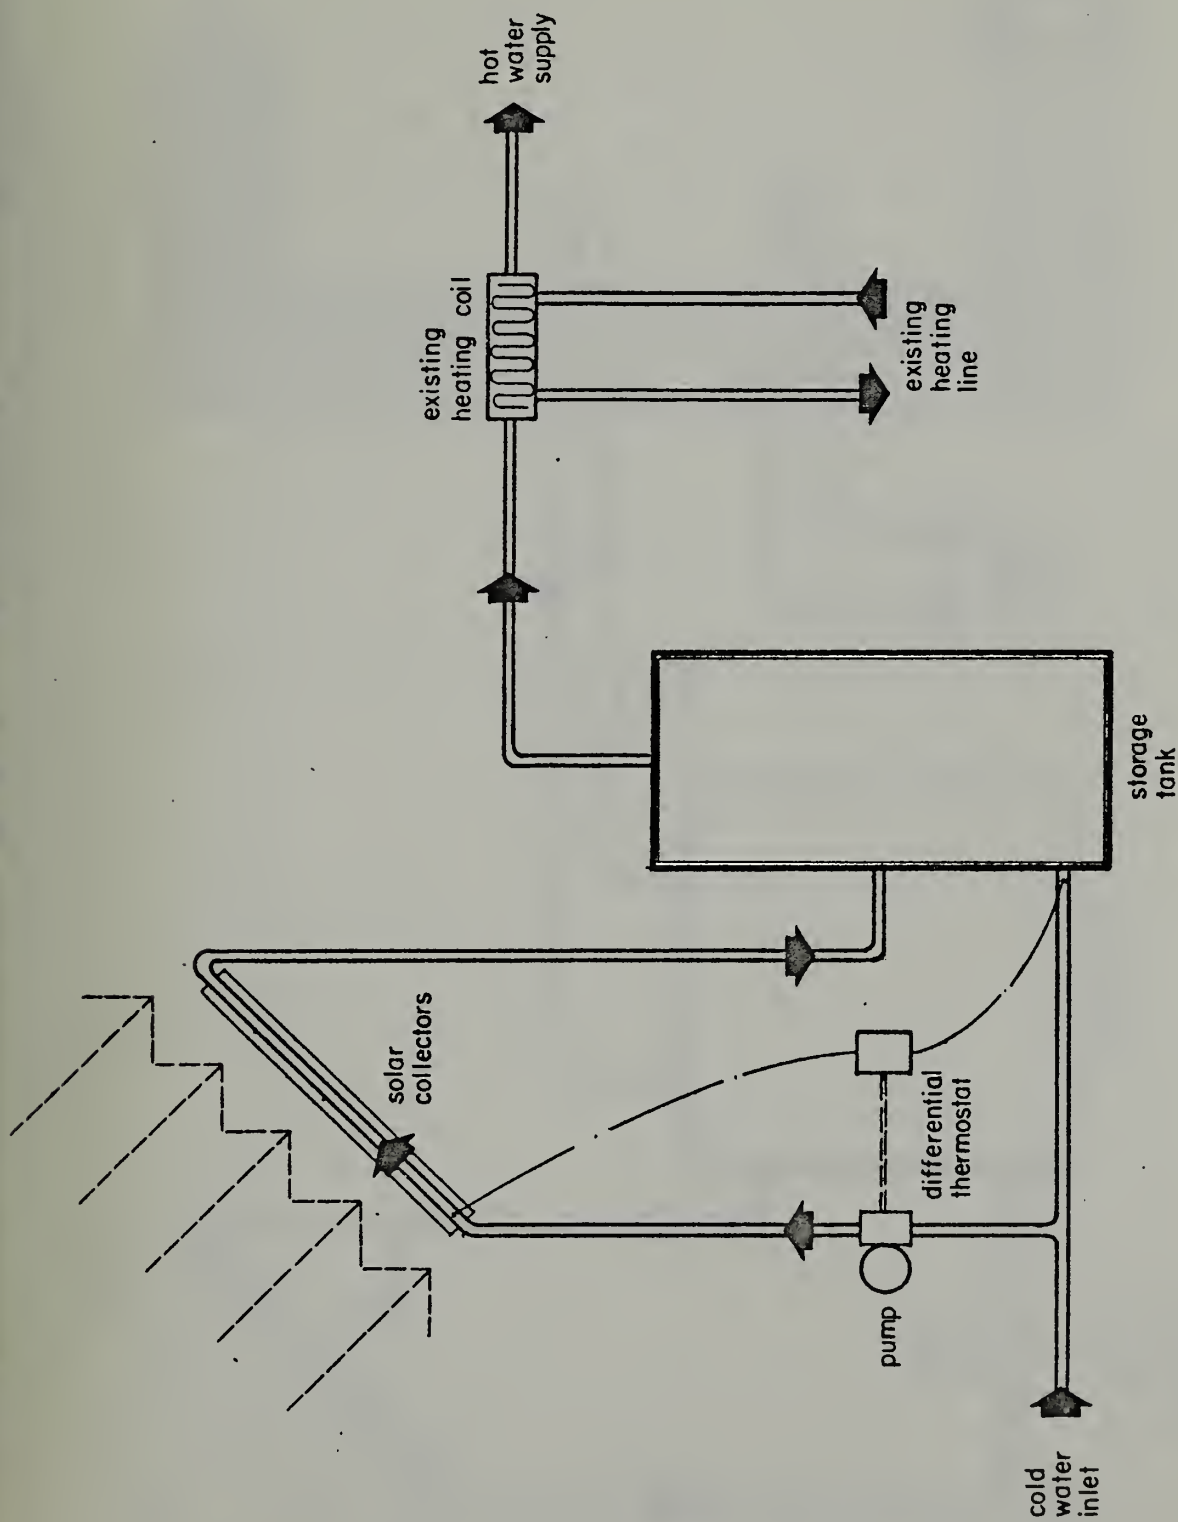 hot
water
supply
existing
heating coil
existing
heating
line
solar
collectors
storage
tank
differential
thermostat
pump
cold
water
inlet